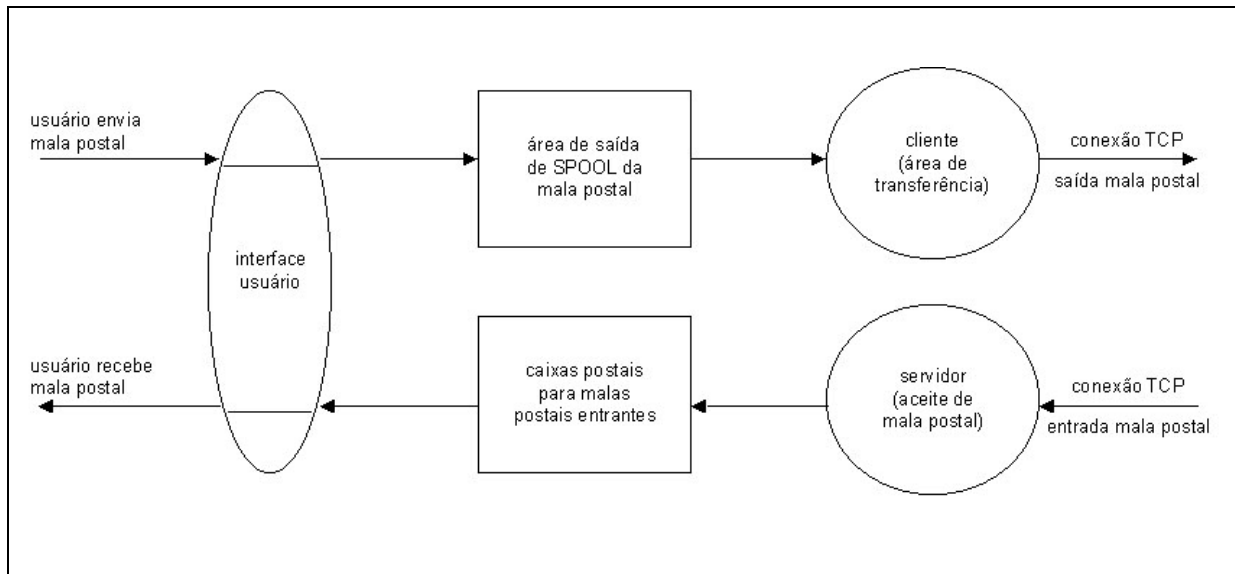 usuário envia
mala postal
área de saída
de SPOOL da
mala postal
cliente
(área de
transferência)
conexão TCP
saída mala postal
interface
usuário
usuário recebe
mala postal
caixas postais
para malas
postais entrantes
servidor
(aceite de
mala postal)
conexão TCP
entrada mala postal